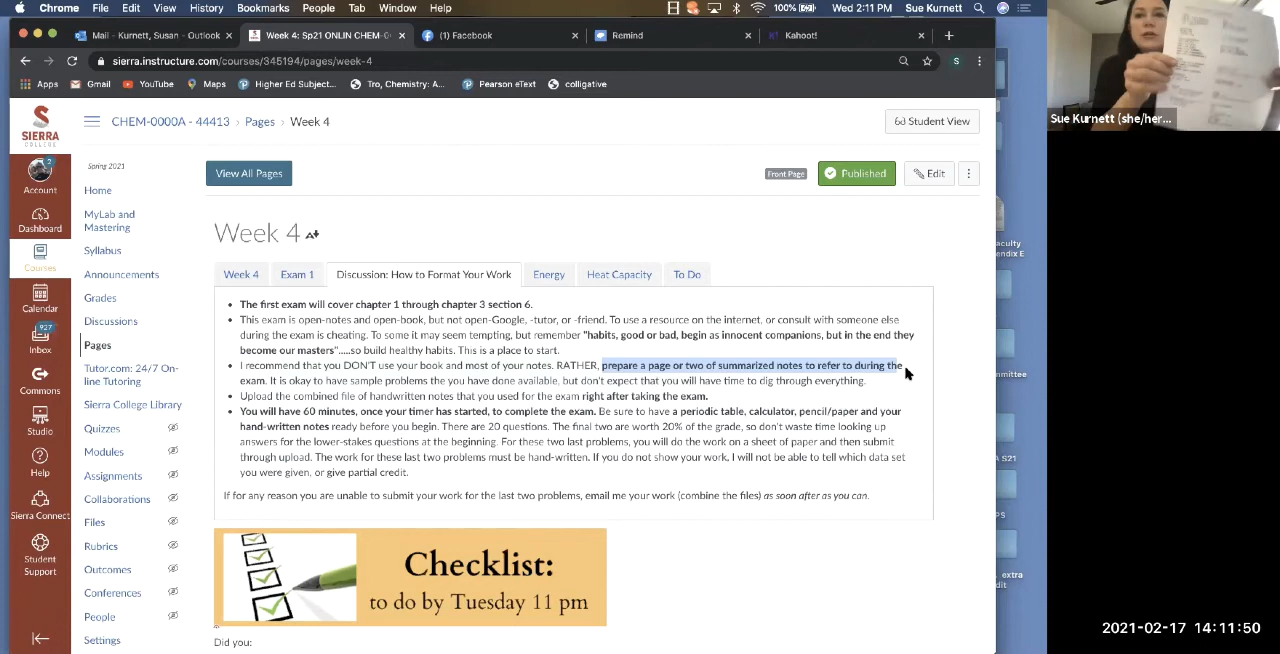 Chrome File Edit View History Bookmarks People Tab Window Help
100% Wed 2:11 PM Sue Kurnett
Mail - Kurnett, Susan - Outlook
Week 4: Sp21 ONLIN CHEM-0
(1) Facebook
Remind
Kahoot!
sierra.instructure.com/courses/345194/pages/week-4
S
Apps Gmail YouTube Maps Higher Ed Subject... Tro, Chemistry: A... Pearson eText colligative
SIERRA
COLLEGE
CHEM-0000A - 44413 > Pages > Week 4
Student View
Spring 2021
View All Pages
Front Page
Published
Edit
2
Account
Dashboard
Courses
Calendar
927
Inbox
Commons
Studio
Help
Sierra Connect
Student
Support
Home
MyLab and
Mastering
Syllabus
Announcements
Grades
Discussions
Pages
Tutor.com: 24/7 On-
line Tutoring
Sierra College Library
Quizzes
Modules
Assignments
Collaborations
Files
Rubrics
Outcomes
Conferences
People
Settings
Week 4
Week 4 Exam 1 Discussion: How to Format Your Work Energy Heat Capacity To Do
• The first exam will cover chapter 1 through chapter 3 section 6.
• This exam is open-notes and open-book, but not open-Google, -tutor, or -friend. To use a resource on the internet, or consult with someone else
during the exam is cheating. To some it may seem tempting, but remember "habits, good or bad, begin as innocent companions, but in the end they
become our masters".....so build healthy habits. This is a place to start.
• I recommend that you DON'T use your book and most of your notes. RATHER, prepare a page or two of summarized notes to refer to during the
exam. It is okay to have sample problems the you have done available, but don't expect that you will have time to dig through everything.
• Upload the combined file of handwritten notes that you used for the exam right after taking the exam.
• You will have 60 minutes, once your timer has started, to complete the exam. Be sure to have a periodic table, calculator, pencil/paper and your
hand-written notes ready before you begin. There are 20 questions. The final two are worth 20% of the grade, so don't waste time looking up
answers for the lower-stakes questions at the beginning. For these two last problems, you will do the work on a sheet of paper and then submit
through upload. The work for these last two problems must be hand-written. If you do not show your work, I will not be able to tell which data set
you were given, or give partial credit.
If for any reason you are unable to submit your work for the last two problems, email me your work (combine the files) as soon after as you can.
Checklist:
to do by Tuesday 11 pm
Did you:
aculty
endix E
mmittee
A S21
PS
extra
dit
Sue Kurnett (she/her...
2021-02-17 14:11:50